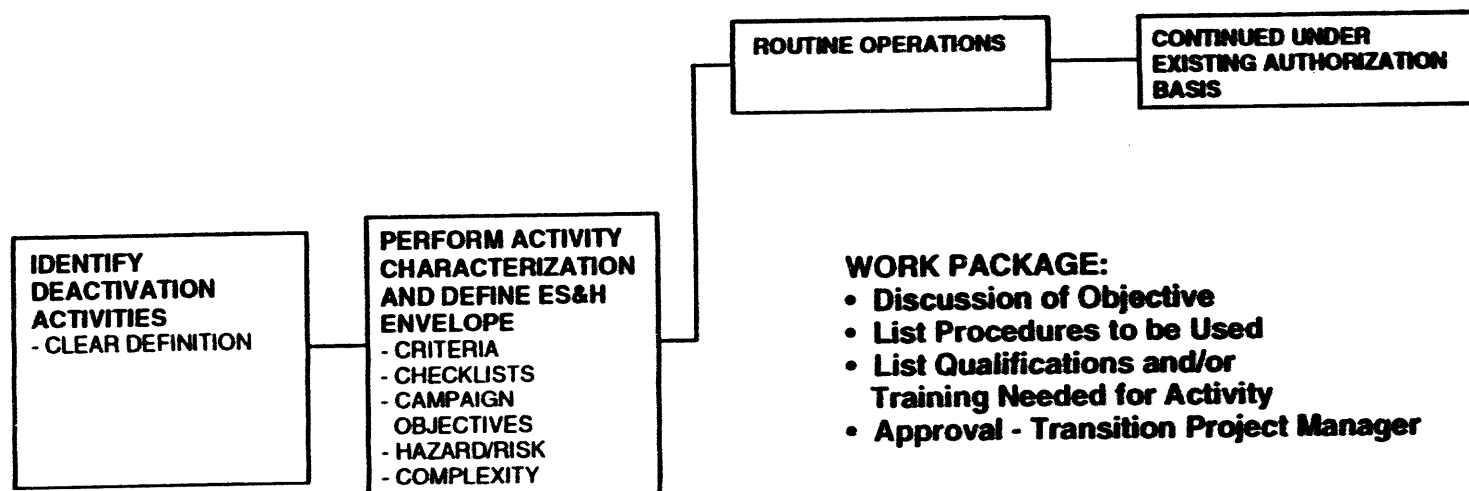 ROUTINE OPERATIONS
CONTINUED UNDER
EXISTING AUTHORIZATION
BASIS
IDENTIFY
DEACTIVATION
ACTIVITIES
- CLEAR DEFINITION
PERFORM ACTIVITY
CHARACTERIZATION
AND DEFINE ES&H
ENVELOPE
- CRITERIA
- CHECKLISTS
- CAMPAIGN
OBJECTIVES
- HAZARD/RISK
- COMPLEXITY
WORK PACKAGE:
• Discussion of Objective
• List Procedures to be Used
• List Qualifications and/or
Training Needed for Activity
• Approval - Transition Project Manager